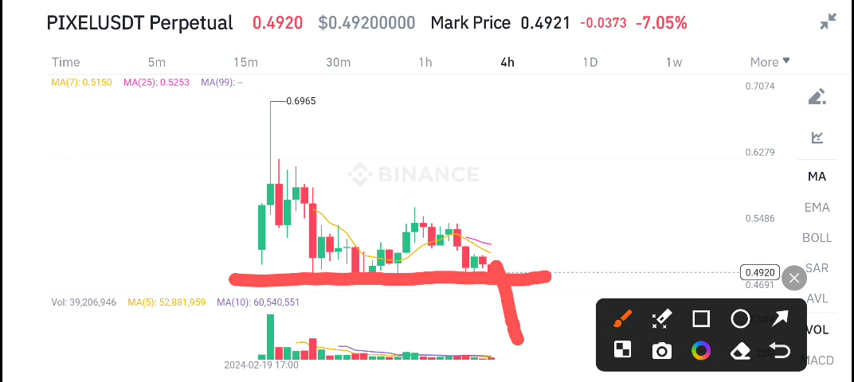 PIXELUSDT Perpetual 0.4920 $0.49200000 Mark Price 0.4921 -0.0373 -7.05%
Time 5m 15m 30m 1h 4h 1D 1w More
MA(7): 0.5150 MA(25): 0.5253 MA(99): --
0.7074
0.6965
0.6279
BINANCE
MA
EMA
0.5486
BOLL
SAR
0.4920
0.4691
AVL
Vol: 39,206,946 MA(5): 52,881,959 MA(10): 60,540,551
VOL
MACD
2024-02-19 17:00